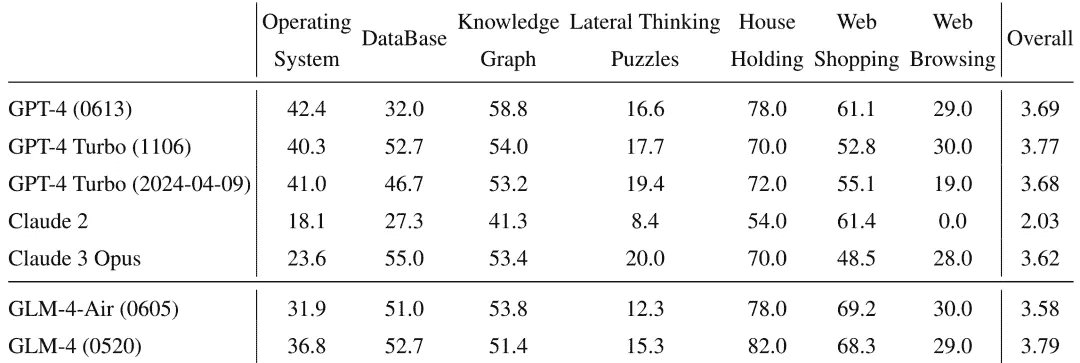 Operating DataBase Knowledge Lateral Thinking House Web Web Overall
System Graph Puzzles Holding Shopping Browsing
GPT-4 (0613) 42.4 32.0 58.8 16.6 78.0 61.1 29.0 3.69
GPT-4 Turbo (1106) 40.3 52.7 54.0 17.7 70.0 52.8 30.0 3.77
GPT-4 Turbo (2024-04-09) 41.0 46.7 53.2 19.4 72.0 55.1 19.0 3.68
Claude 2 18.1 27.3 41.3 8.4 54.0 61.4 0.0 2.03
Claude 3 Opus 23.6 55.0 53.4 20.0 70.0 48.5 28.0 3.62
GLM-4-Air (0605) 31.9 51.0 53.8 12.3 78.0 69.2 30.0 3.58
GLM-4 (0520) 36.8 52.7 51.4 15.3 82.0 68.3 29.0 3.79